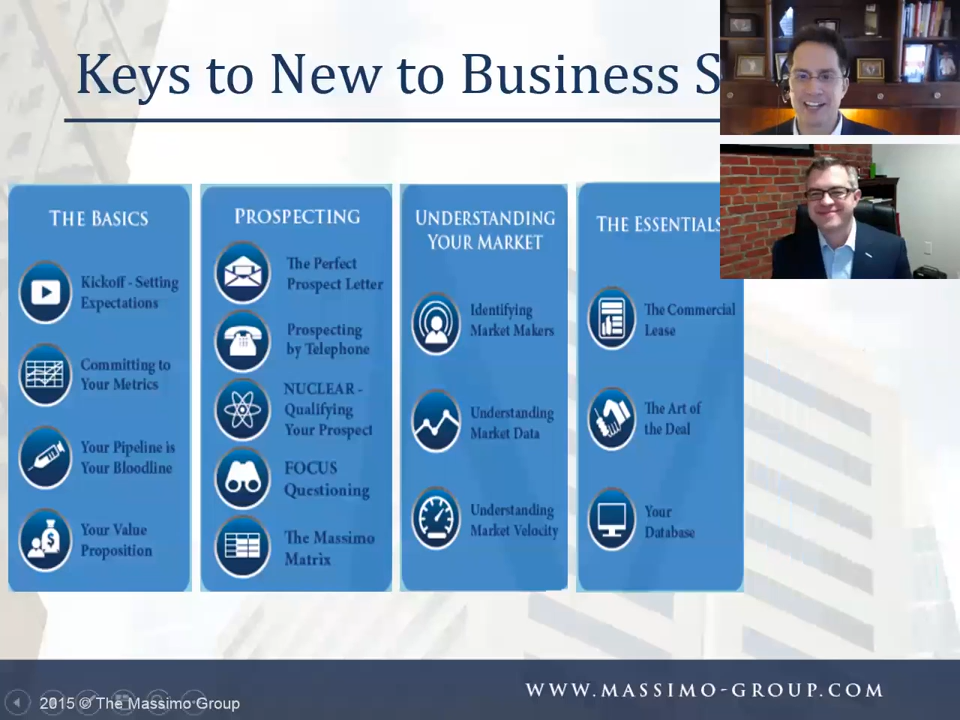 Keys to New to Business S
THE BASICS
Kickoff - Setting
Expectations
Committing to
Your Metrics
Your Pipeline is
Your Bloodline
Your Value
Proposition
PROSPECTING
The Perfect
Prospect Letter
Prospecting
by Telephone
NUCLEAR -
Qualifying
Your Prospect
FOCUS
Questioning
The Massimo
Matrix
UNDERSTANDING
YOUR MARKET
Identifying
Market Makers
Understanding
Market Data
Understanding
Market Velocity
THE ESSENTIALS
The Commercial
Lease
The Art of
the Deal
Your
Database
2015 © The Massimo Group
WWW.MASSIMO-GROUP.COM